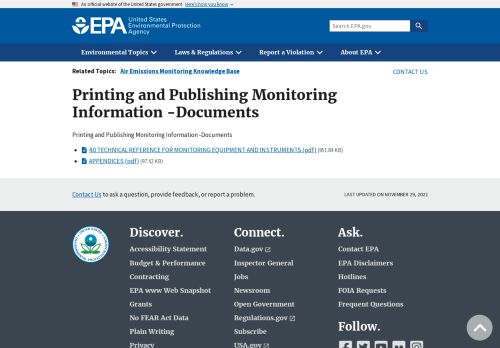 An official website of the United States government Here's how you know
EPA United States
Environmental Protection
Agency
Search EPA.gov
Environmental Topics Laws & Regulations Report a Violation About EPA
Related Topics: Air Emissions Monitoring Knowledge Base CONTACT US
Printing and Publishing Monitoring
Information -Documents
Printing and Publishing Monitoring Information -Documents
4.0 TECHNICAL REFERENCE FOR MONITORING EQUIPMENT AND INSTRUMENTS (pdf) (951.84 KB)
APPENDICES (pdf) (97.42 KB)
Contact Us to ask a question, provide feedback, or report a problem. LAST UPDATED ON NOVEMBER 29, 2022
Discover. Connect. Ask.
Accessibility Statement Data.gov Contact EPA
Budget & Performance Inspector General EPA Disclaimers
Contracting Jobs Hotlines
EPA www Web Snapshot Newsroom FOIA Requests
Grants Open Government Frequent Questions
No FEAR Act Data Regulations.gov
Follow.
Plain Writing Subscribe
Privacy USA.gov